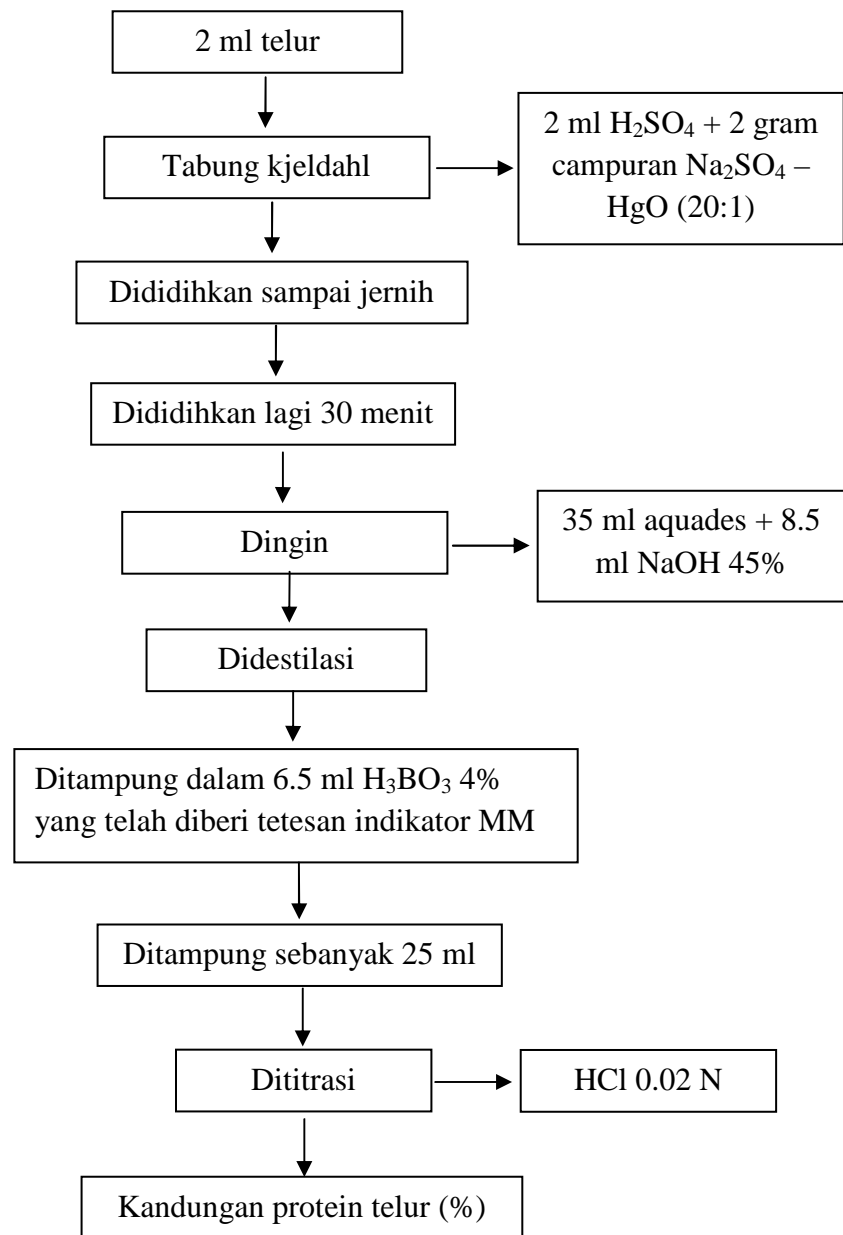 2 ml telur
Tabung kjeldahl
2 ml H₂SO₄ + 2 gram
campuran Na₂SO₄ –
HgO (20:1)
Dididihkan sampai jernih
Dididihkan lagi 30 menit
Dingin
35 ml aquades + 8.5
ml NaOH 45%
Didestilasi
Ditampung dalam 6.5 ml H₃BO₃ 4%
yang telah diberi tetesan indikator MM
Ditampung sebanyak 25 ml
Dititrasi
HCl 0.02 N
Kandungan protein telur (%)